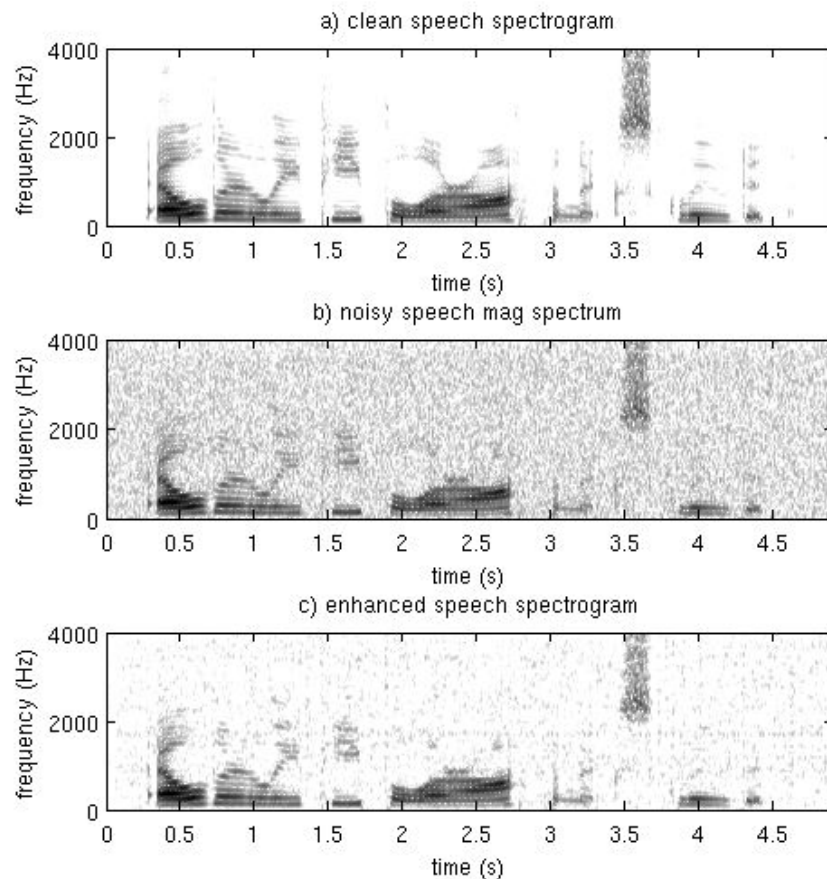 a) clean speech spectrogram
4000
2000
0
frequency (Hz)
0 0.5 1 1.5 2 2.5 3 3.5 4 4.5
time (s)
b) noisy speech mag spectrum
4000
2000
0
frequency (Hz)
0 0.5 1 1.5 2 2.5 3 3.5 4 4.5
time (s)
c) enhanced speech spectrogram
4000
2000
0
frequency (Hz)
0 0.5 1 1.5 2 2.5 3 3.5 4 4.5
time (s)